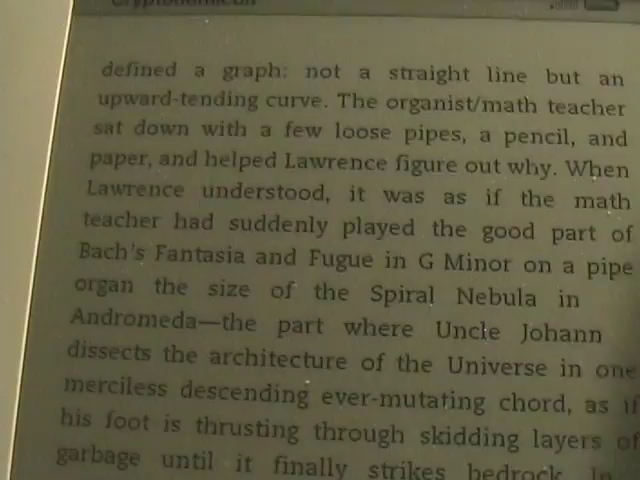 Cryptonomicon
defined a graph: not a straight line but an
upward-tending curve. The organist/math teacher
sat down with a few loose pipes, a pencil, and
paper, and helped Lawrence figure out why. When
Lawrence understood, it was as if the math
teacher had suddenly played the good part of
Bach's Fantasia and Fugue in G Minor on a pipe
organ the size of the Spiral Nebula in
Andromeda—the part where Uncle Johann
dissects the architecture of the Universe in one
merciless descending ever-mutating chord, as if
his foot is thrusting through skidding layers of
garbage until it finally strikes bedrock. In